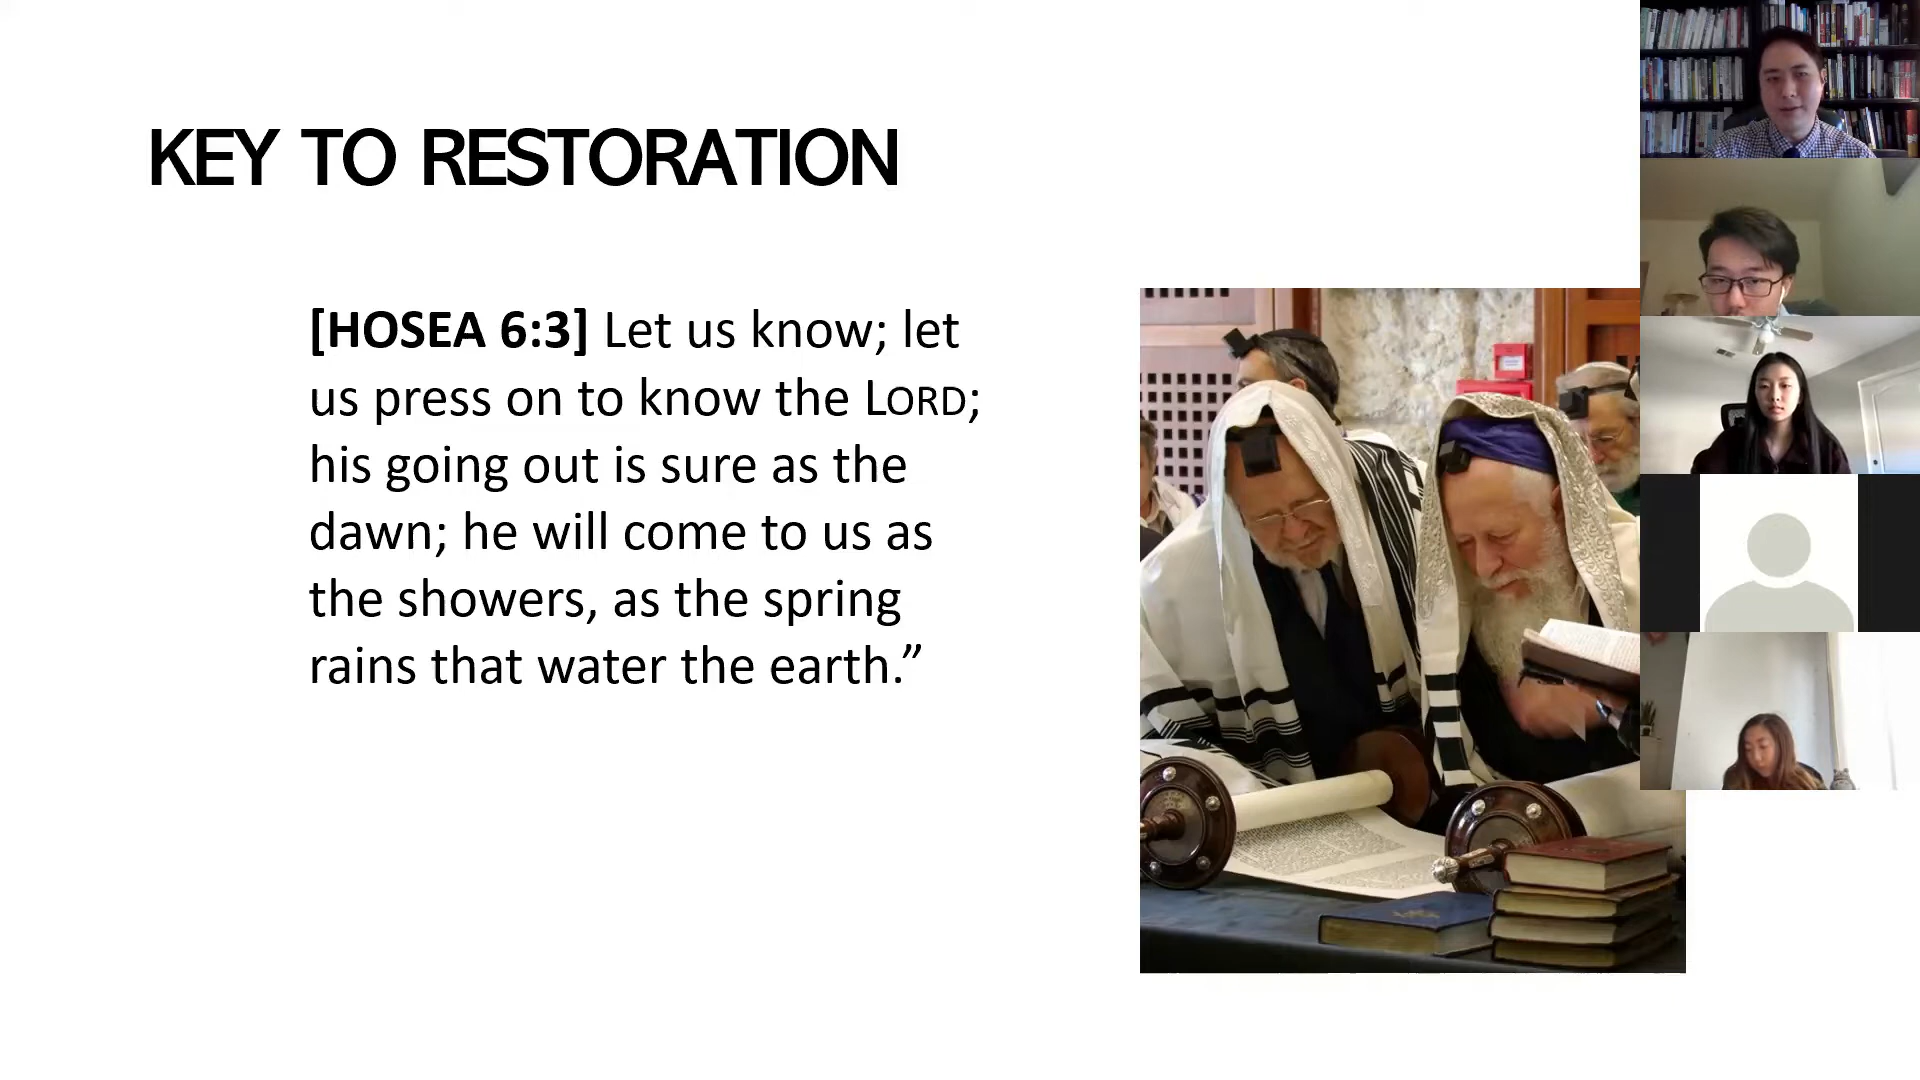 KEY TO RESTORATION
[HOSEA 6:3] Let us know; let
us press on to know the LORD;
his going out is sure as the
dawn; he will come to us as
the showers, as the spring
rains that water the earth.”